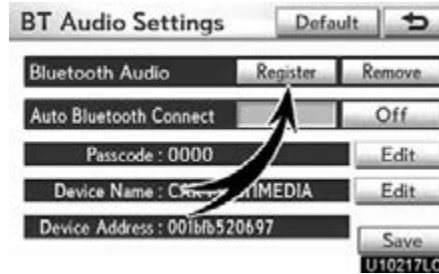 BT Audio Settings Default
Bluetooth Audio Register Remove
Auto Bluetooth Connect Off
Passcode : 0000 Edit
Device Name : MEDIA Edit
Device Address : 001bfb520697
Save
U10217LC